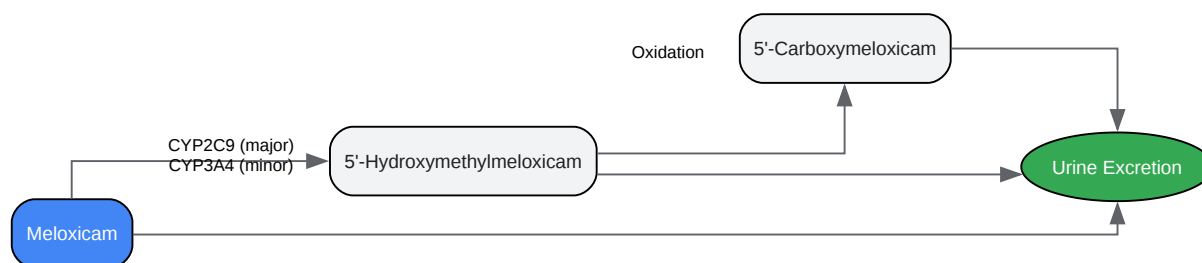 Oxidation
5'-Carboxymeloxicam
CYP2C9 (major)
CYP3A4 (minor)
5'-Hydroxymethylmeloxicam
Urine Excretion
Meloxicam